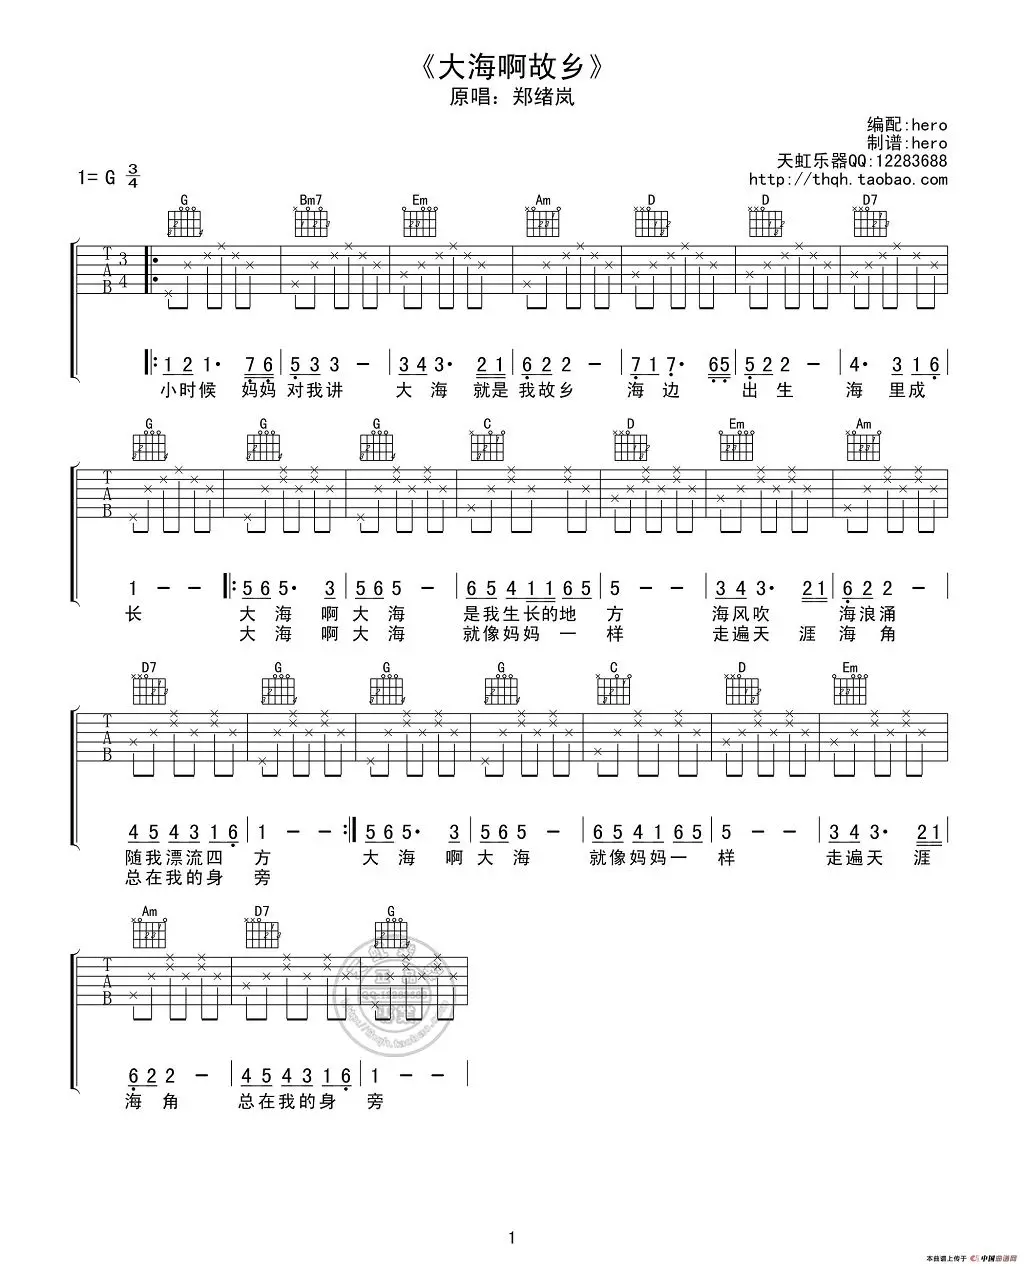 《大海啊故乡》
原唱：郑绪岚
编配:hero
制谱:hero
天虹乐器QQ:12283688
1= G 3/4 http://thqh.taobao.com
G Bm7 Em Am D D D7
T A B 3 4
1 2 1· 7 6 5 3 3 - 3 4 3· 2 1 6 2 2 - 7 1 7· 6 5 5 2 2 - 4· 3 1 6
小时候 妈妈 对我讲 大海 就是 我故乡 海边 出生 海里成
G G G C D Em Am
T A B
1 - - 5 6 5· 3 5 6 5 - 6 5 4 1 1 6 5 5 - - 3 4 3· 2 1 6 2 2 -
长 大海 啊 大海 是我生长的地 方 海风吹 海浪涌
大海 啊 大海 就像妈妈 一 样 走遍天 涯 海角
D7 G G G C D Em
T A B
4 5 4 3 1 6 1 - - 5 6 5· 3 5 6 5 - 6 5 4 1 6 5 5 - - 3 4 3· 2 1
随我漂流四 方 大海 啊 大海 就像妈妈一 样 走遍天 涯
总在我的身 旁
Am D7 G
T A B
6 2 2 - 4 5 4 3 1 6 1 - -
海角 总在我的身 旁
http://thqh.taobao.com
1
本曲谱上传于 中国曲谱网